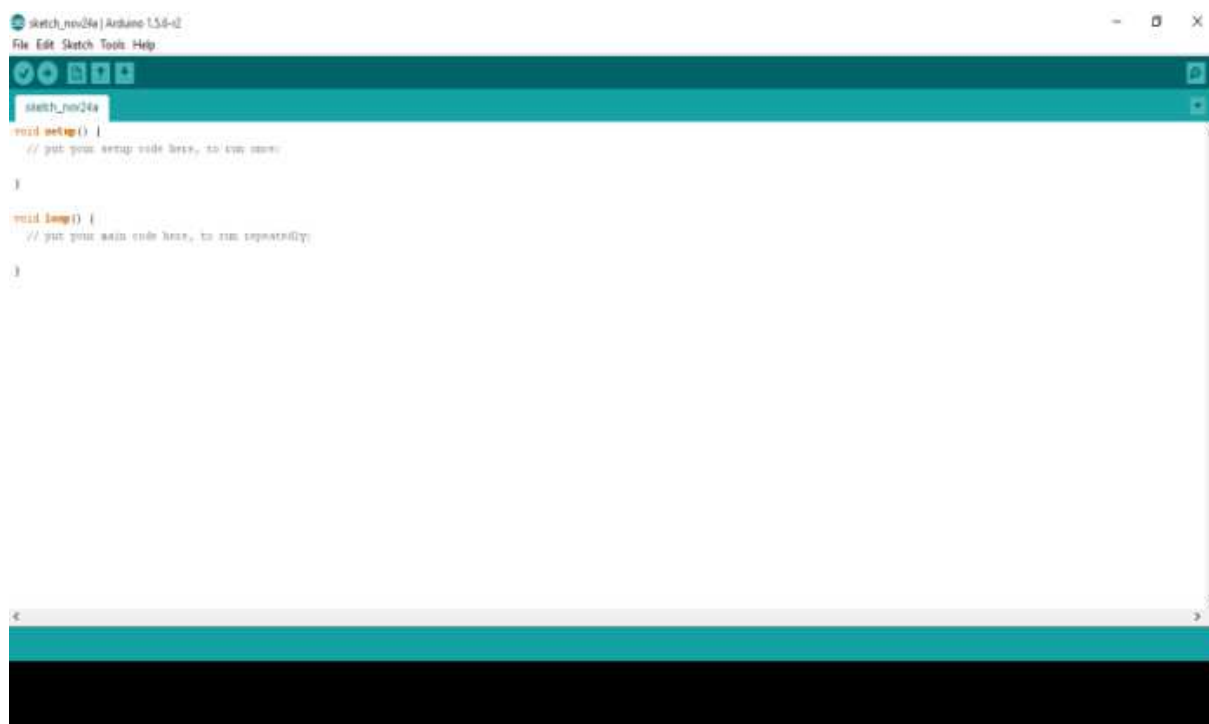 sketch_nov24a | Arduino 1.5.6-r2
File Edit Sketch Tools Help
sketch_nov24a
void setup() {
// put your setup code here, to run once:
}
void loop() {
// put your main code here, to run repeatedly:
}